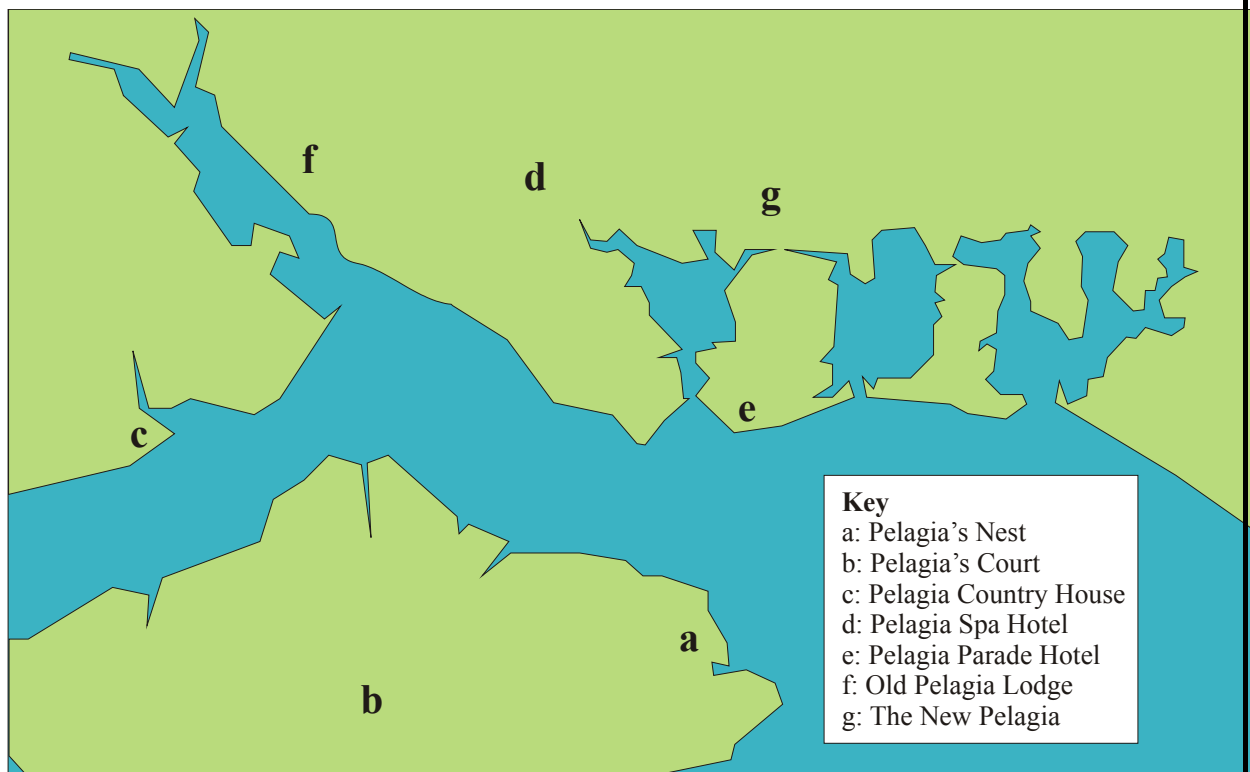 f
d
g
c
e
a
b
Key
a: Pelagia’s Nest
b: Pelagia’s Court
c: Pelagia Country House
d: Pelagia Spa Hotel
e: Pelagia Parade Hotel
f: Old Pelagia Lodge
g: The New Pelagia